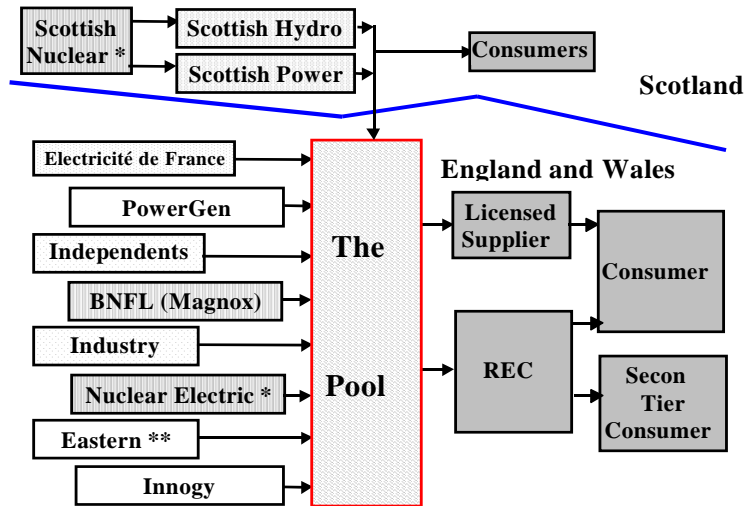 Scottish
Nuclear *
Scottish Hydro
Scottish Power
Consumers
Scotland
England and Wales
Electricité de France
PowerGen
Independents
BNFL (Magnox)
Industry
Nuclear Electric *
Eastern **
Innogy
The
Pool
Licensed
Supplier
REC
Consumer
Secon
Tier
Consumer